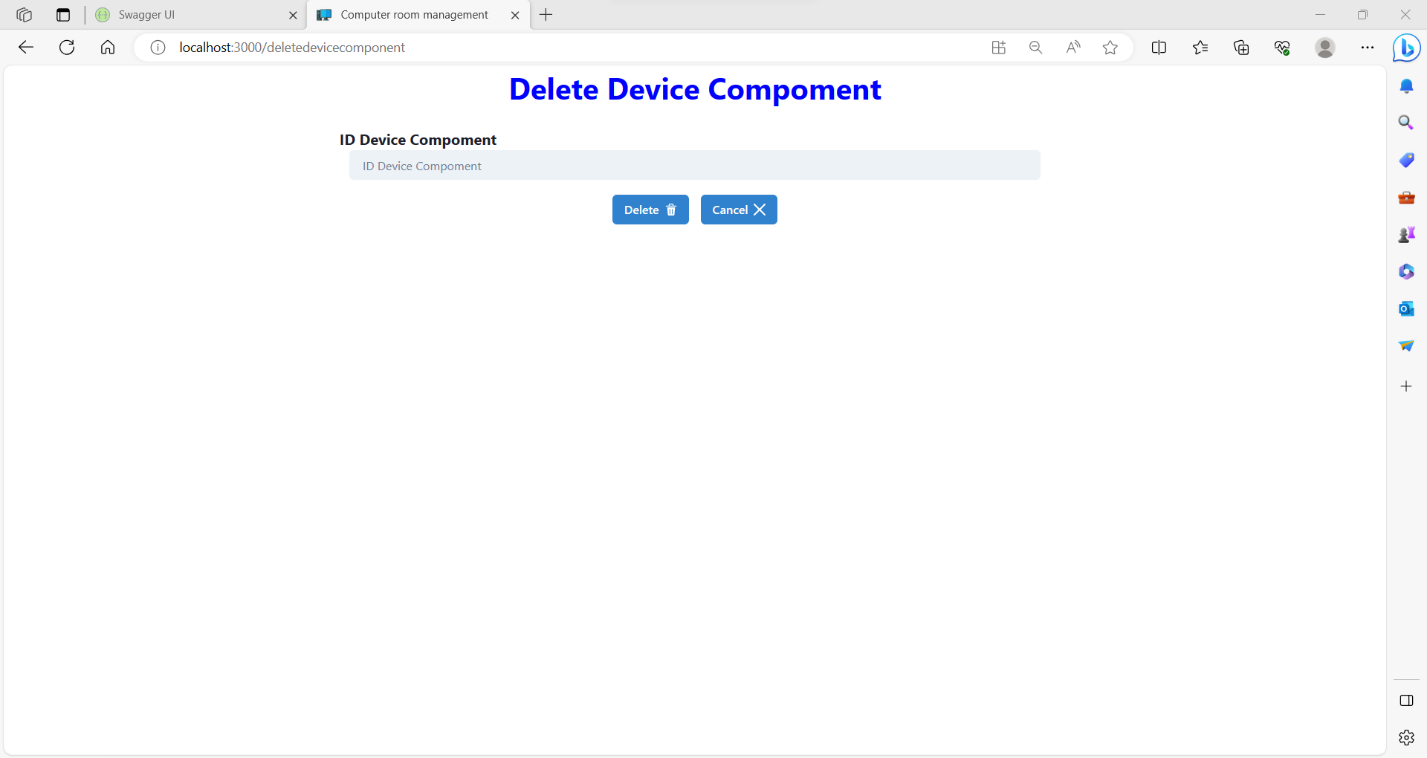 Swagger UI
Computer room management
localhost:3000/deletedevicecomponent
Delete Device Compoment
ID Device Compoment
ID Device Compoment
Delete
Cancel